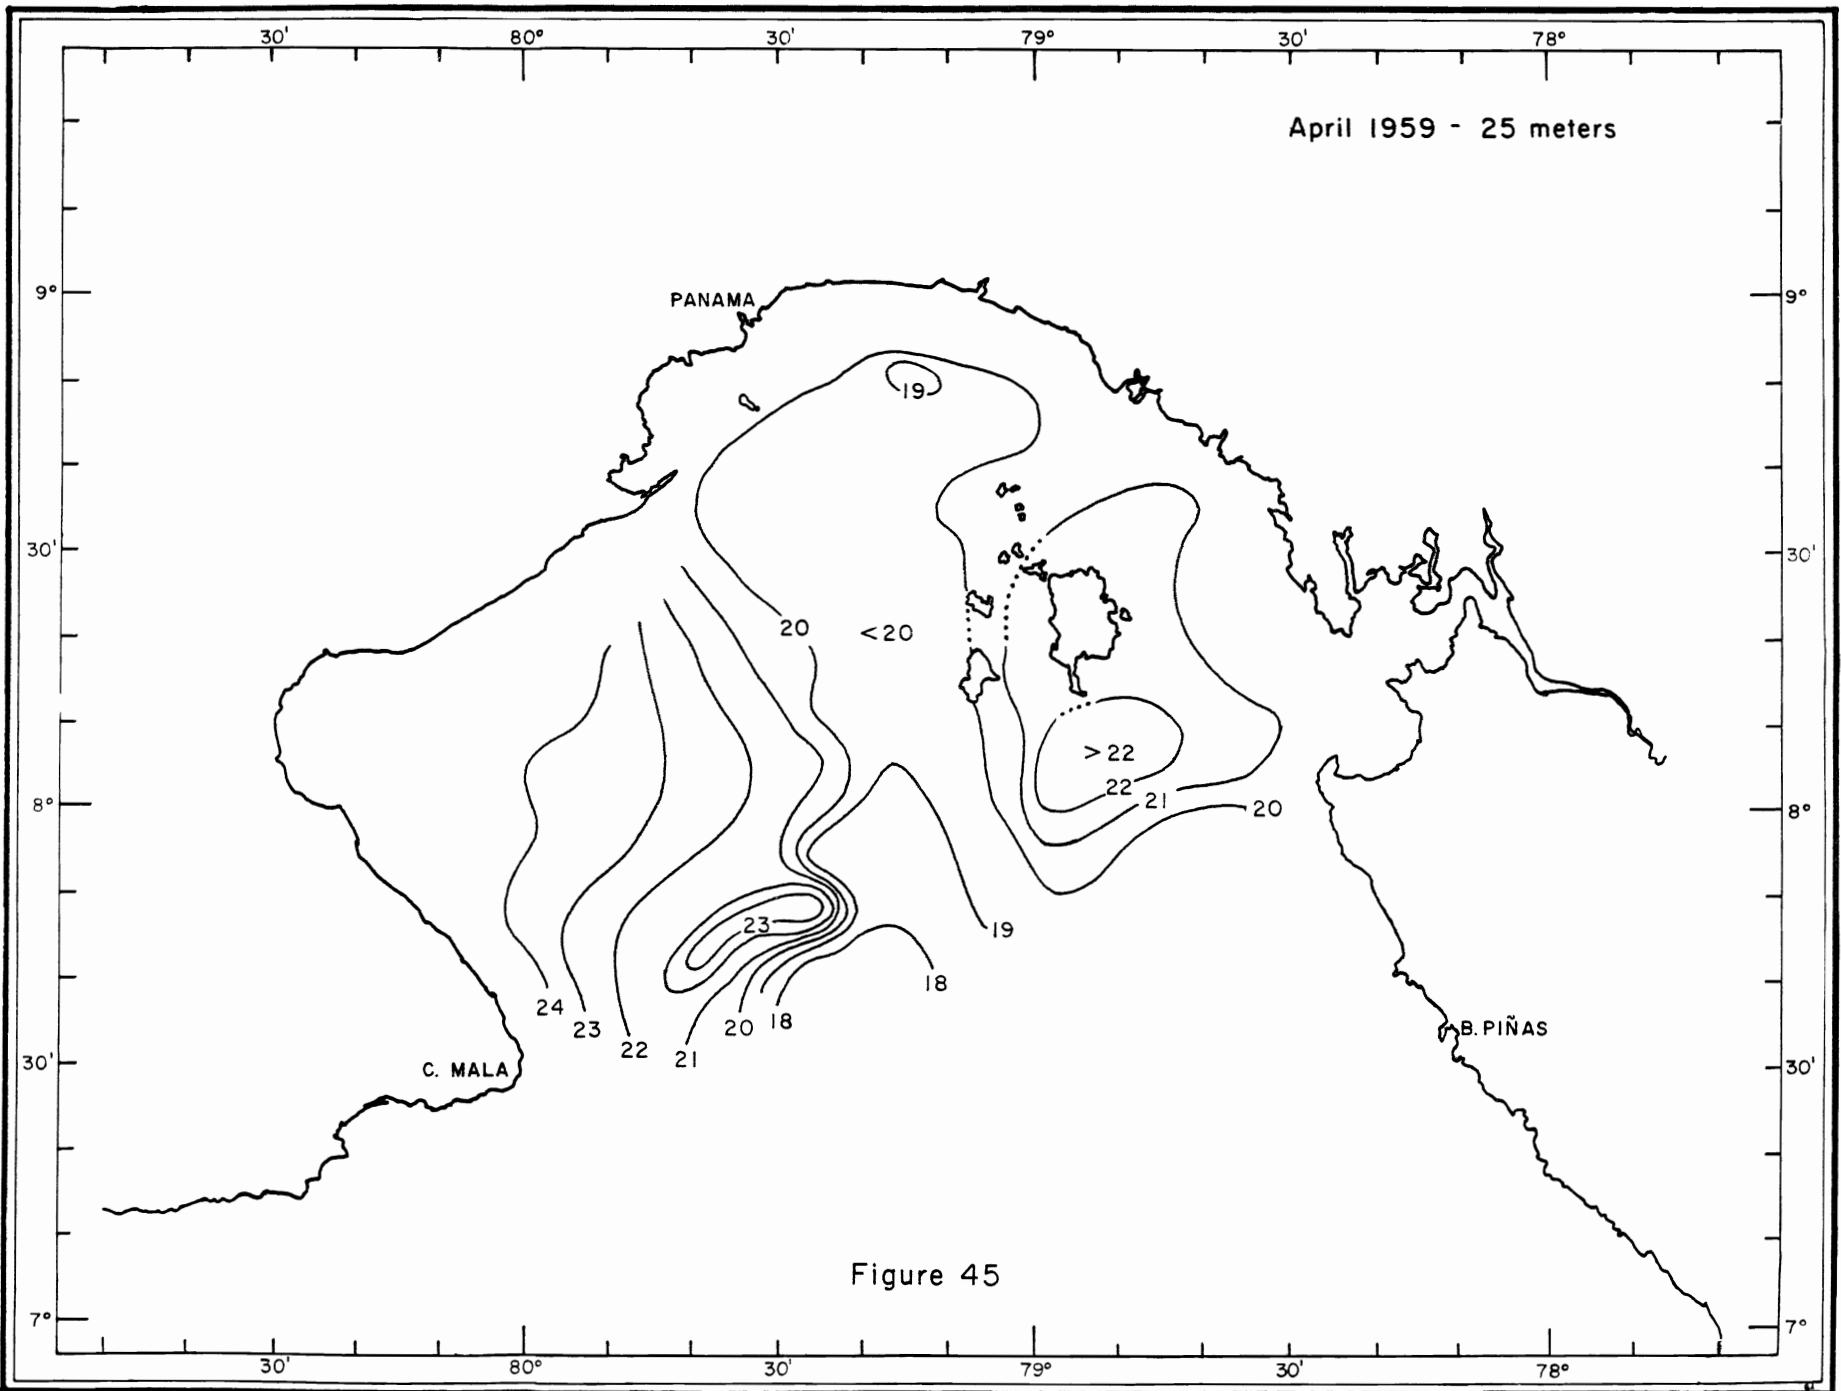 30' 80° 30' 79° 30' 78°
April 1959 - 25 meters
9° PANAMA 9°
19
30' 30'
20 <20
>22
22
21
8° 20 8°
23 19
18
24 20 18
23 B. PIÑAS
22 21
30' C. MALA 30'
Figure 45
7° 7°
30' 80° 30' 79° 30' 78°